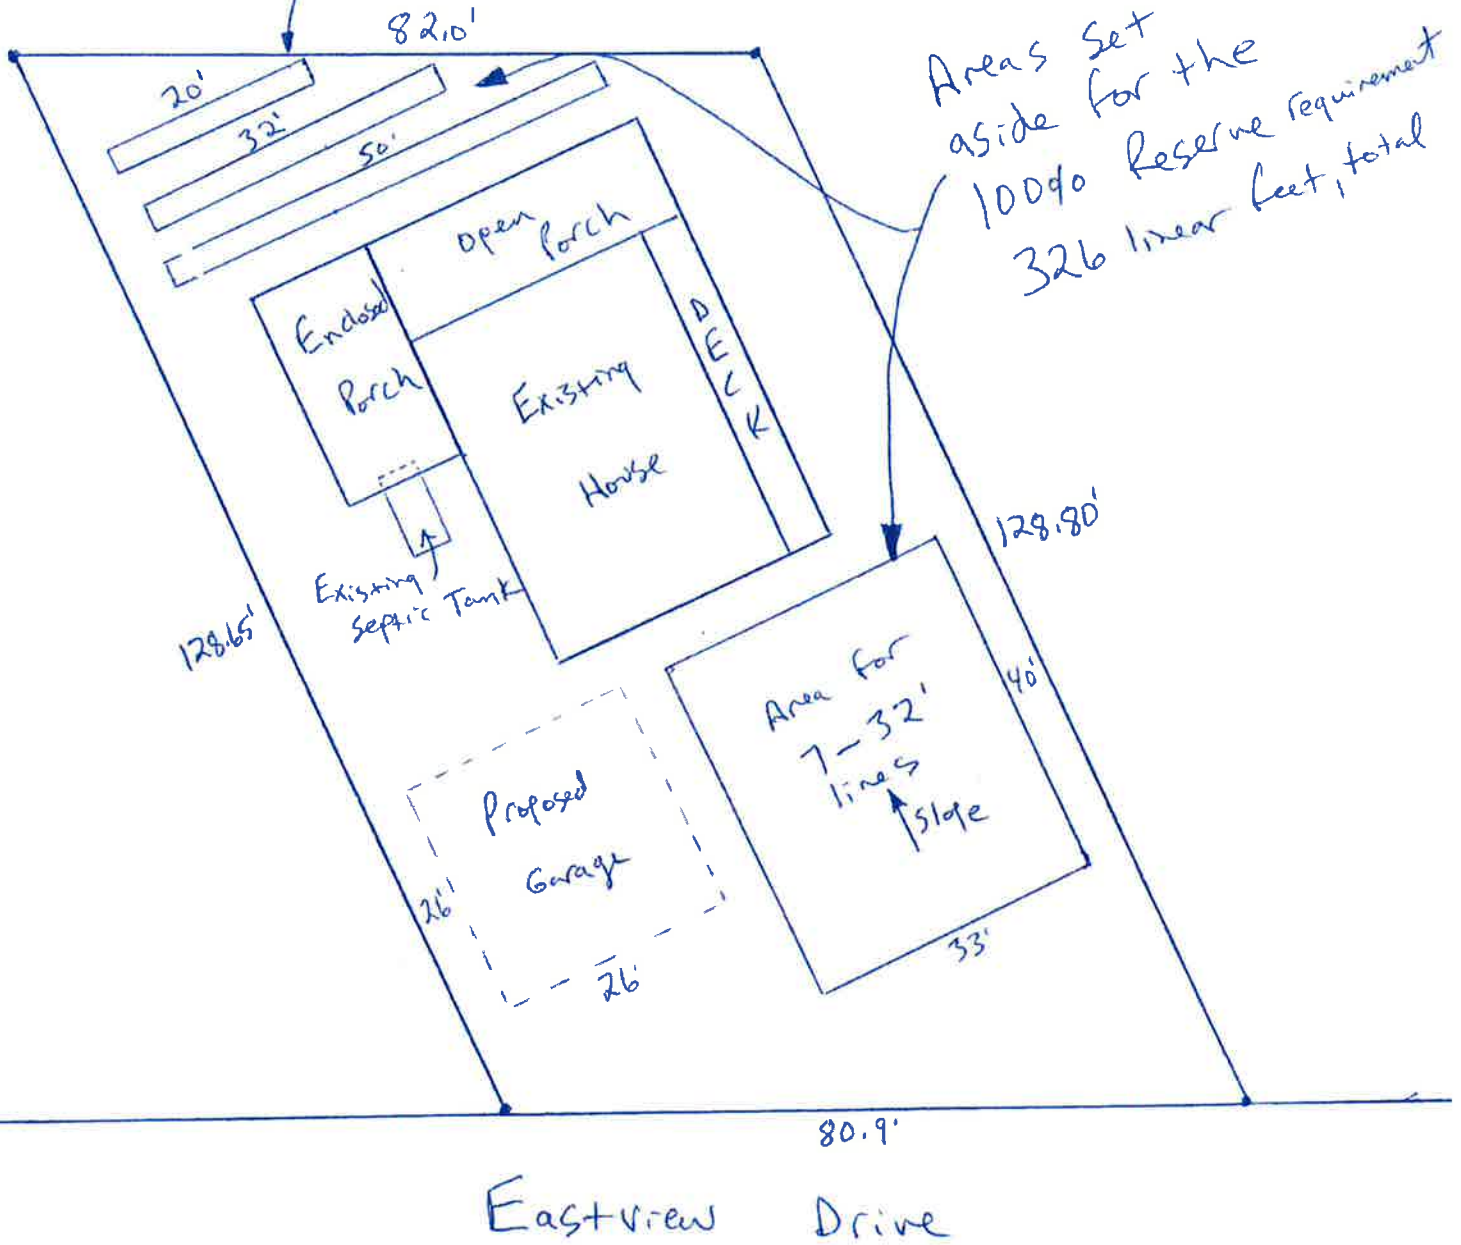 82.0'
Areas set
aside for the
100% Reserve requirement
326 linear feet, total
20'
32'
50'
open
Porch
Enclosed
Porch
DECK
Existing
House
Existing
Septic Tank
128.65'
128.80'
Area for
7-32'
lines
slope
40'
33'
Proposed
Garage
26'
26'
80.9'
Eastview Drive